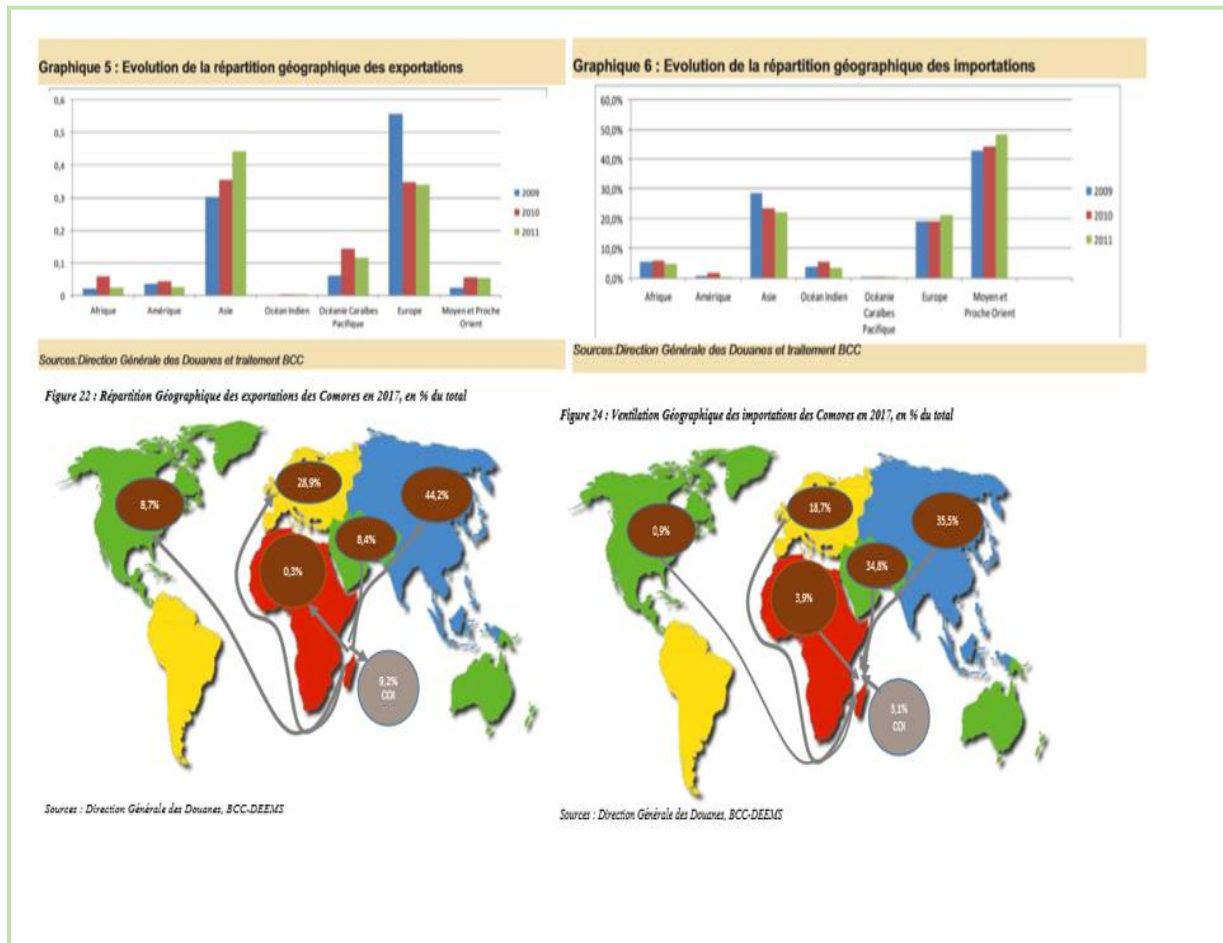 Graphique 5 : Evolution de la répartition géographique des exportations
0,6
0,5
0,4
0,3
0,2
0,1
0
Afrique
Amérique
Asie
Océan Indien
Océanie Caraïbes
Pacifique
Europe
Moyen et Proche
Orient
2009
2010
2011
Sources:Direction Générale des Douanes et traitement BCC
Graphique 6 : Evolution de la répartition géographique des importations
60,0%
50,0%
40,0%
30,0%
20,0%
10,0%
0,0%
Afrique
Amérique
Asie
Océan Indien
Océanie
Caraïbes
Pacifique
Europe
Moyen et
Proche Orient
2009
2010
2011
Sources:Direction Générale des Douanes et traitement BCC
Figure 22 : Répartition Géographique des exportations des Comores en 2017, en % du total
8,7%
28,9%
44,2%
8,4%
0,3%
9,2%
COI
Sources : Direction Générale des Douanes, BCC-DEEMS
Figure 24 : Ventilation Géographique des importations des Comores en 2017, en % du total
0,9%
18,7%
35,5%
34,8%
3,9%
3,1%
COI
Sources : Direction Générale des Douanes, BCC-DEEMS